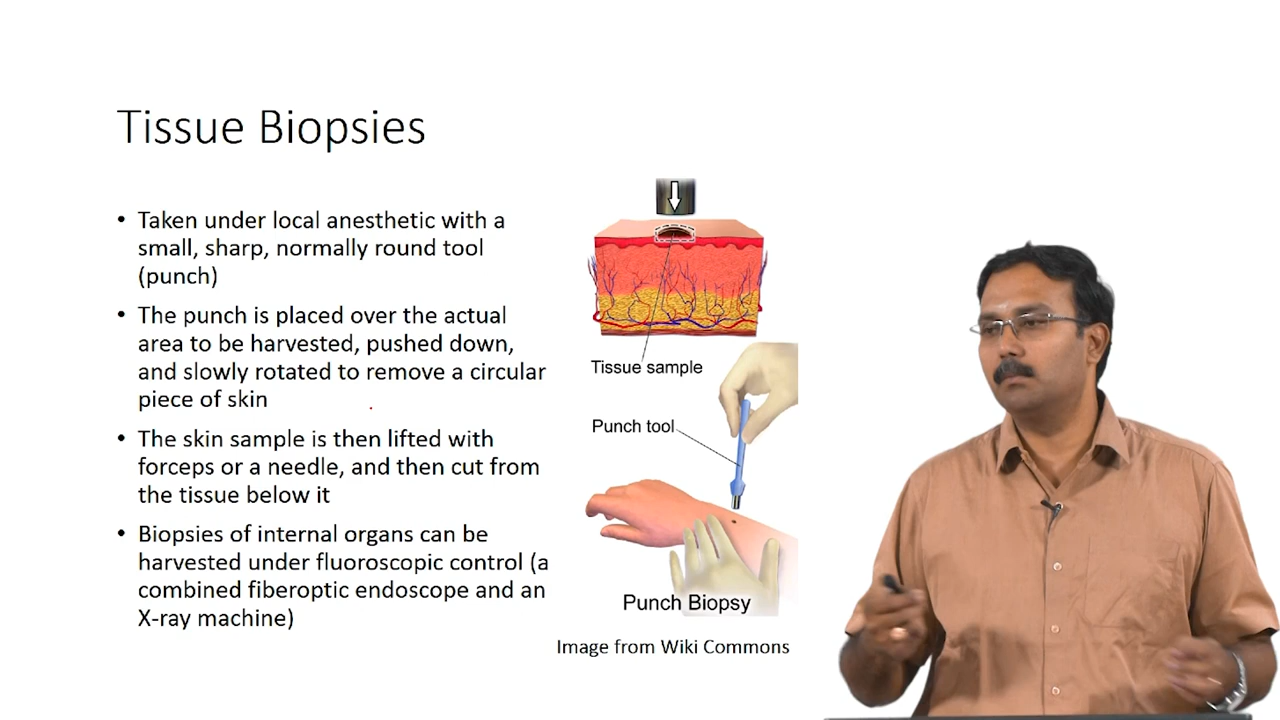 Tissue Biopsies
• Taken under local anesthetic with a
small, sharp, normally round tool
(punch)
• The punch is placed over the actual
area to be harvested, pushed down,
and slowly rotated to remove a circular
piece of skin
• The skin sample is then lifted with
forceps or a needle, and then cut from
the tissue below it
• Biopsies of internal organs can be
harvested under fluoroscopic control (a
combined fiberoptic endoscope and an
X-ray machine)
Tissue sample
Punch tool
Punch Biopsy
Image from Wiki Commons